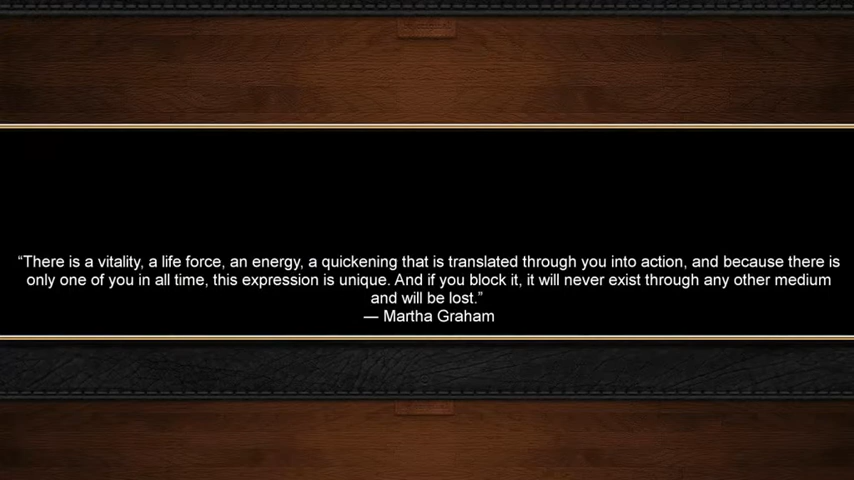 “There is a vitality, a life force, an energy, a quickening that is translated through you into action, and because there is
only one of you in all time, this expression is unique. And if you block it, it will never exist through any other medium
and will be lost.”
— Martha Graham